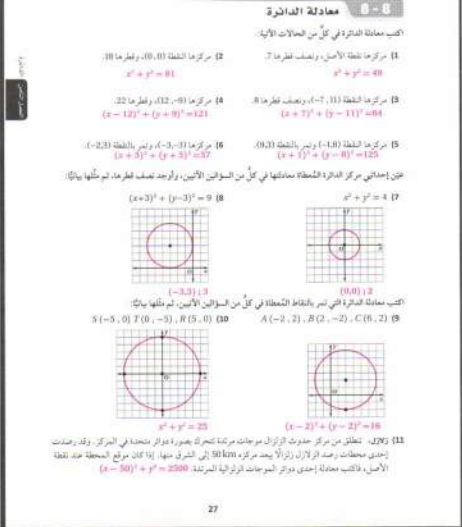 8 - 8 معادلة الدائرة
اكتب معادلة الدائرة في كلٍّ من الحالات الآتية:
1) مركزها نقطة الأصل، ونصف قطرها 7.
2) مركزها النقطة (0, 0)، وقطرها 18.
x² + y² = 49
x² + y² = 81
3) مركزها النقطة (−7, 11)، ونصف قطرها 8.
4) مركزها النقطة (12, −9)، وقطرها 22.
(x + 7)² + (y − 11)² =64
(x − 12)² + (y + 9)² =121
5) مركزها النقطة (−1,8) وتمر بالنقطة (9,3).
6) مركزها النقطة (−3,−3)، وتمر بالنقطة (−2,3).
(x + 1)² + (y − 8)² =125
(x + 3)² + (y + 3)² =37
عيّن إحداثيي مركز الدائرة المُعطاة معادلتها في كلٍّ من السؤالين الآتيين، وأوجد نصف قطرها، ثم مثّلها بيانيًّا:
7) x² + y² = 4
8) (x+3)² + (y−3)² = 9
y
O
x
y
O
x
(0,0) ; 2
(−3,3) ; 3
اكتب معادلة الدائرة التي تمر بالنقاط المُعطاة في كلٍّ من السؤالين الآتيين، ثم مثّلها بيانيًّا:
9) A(−2 , 2) , B(2 , −2) , C(6 , 2)
10) S(−5 , 0) T(0 , −5) , R(5 , 0)
y
O
x
y
O
x
(x − 2)² + (y − 2)² =16
x² + y² = 25
11) زلازل: تنطلق من مركز حدوث الزلزال موجات مرتدة تتحرك بصورة دوائر متحدة في المركز. وقد رصدت
إحدى محطات رصد الزلازل زلزالًا يبعد مركزه 50 km إلى الشرق منها. إذا كان موقع المحطة عند نقطة
الأصل، فاكتب معادلة إحدى دوائر الموجات الزلزالية المرتدة. (x − 50)² + y² = 2500
27